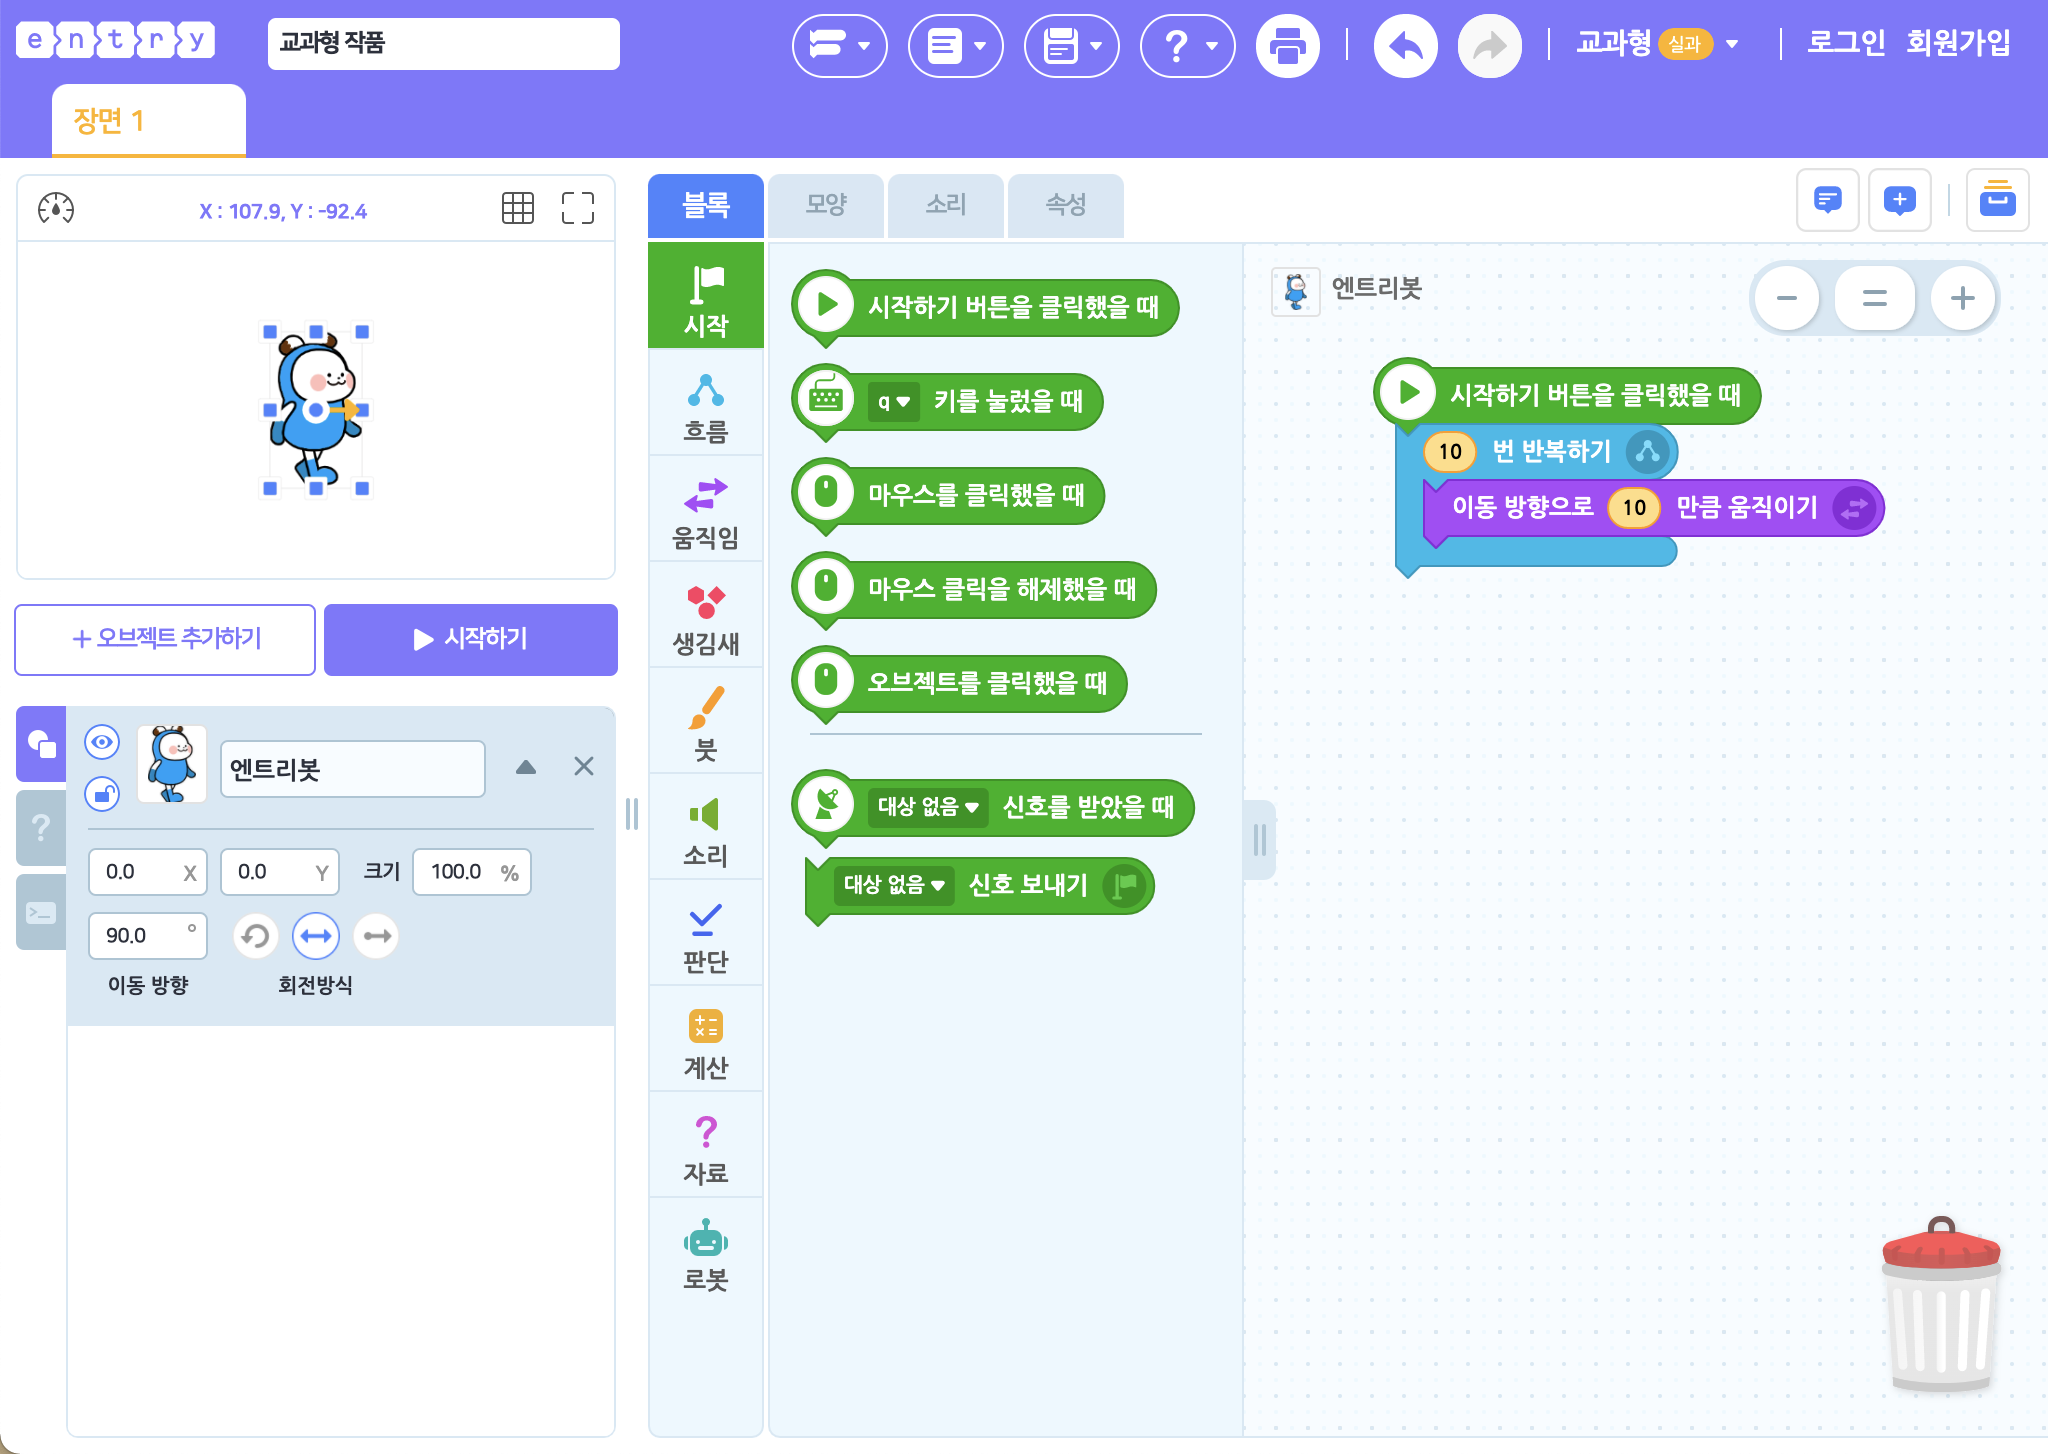 entry
교과형 작품
교과형 실과
로그인 회원가입
장면 1
X : 107.9, Y : -92.4
블록
모양
소리
속성
+ 오브젝트 추가하기
시작하기
엔트리봇
0.0 X
0.0 Y
크기
100.0 %
90.0 °
이동 방향
회전방식
시작
흐름
움직임
생김새
붓
소리
판단
계산
자료
로봇
시작하기 버튼을 클릭했을 때
q 키를 눌렀을 때
마우스를 클릭했을 때
마우스 클릭을 해제했을 때
오브젝트를 클릭했을 때
대상 없음 신호를 받았을 때
대상 없음 신호 보내기
엔트리봇
시작하기 버튼을 클릭했을 때
10 번 반복하기
이동 방향으로 10 만큼 움직이기